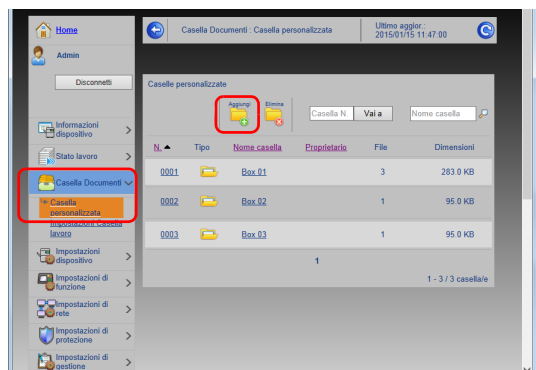 Home
Admin
Disconnetti
Informazioni
dispositivo
Stato lavoro
Casella Documenti
Casella
personalizzata
Impostazioni Casella
lavoro
Impostazioni
dispositivo
Impostazioni di
funzione
Impostazioni di
rete
Impostazioni di
protezione
Impostazioni di
gestione
Casella Documenti : Casella personalizzata
Ultimo aggior.:
2015/01/15 11:47:00
Caselle personalizzate
Aggiungi Elimina
Casella N. Vai a Nome casella
N. Tipo Nome casella Proprietario File Dimensioni
0001 Box 01 3 283.0 KB
0002 Box 02 1 95.0 KB
0003 Box 03 1 95.0 KB
1
1 - 3 / 3 casella/e